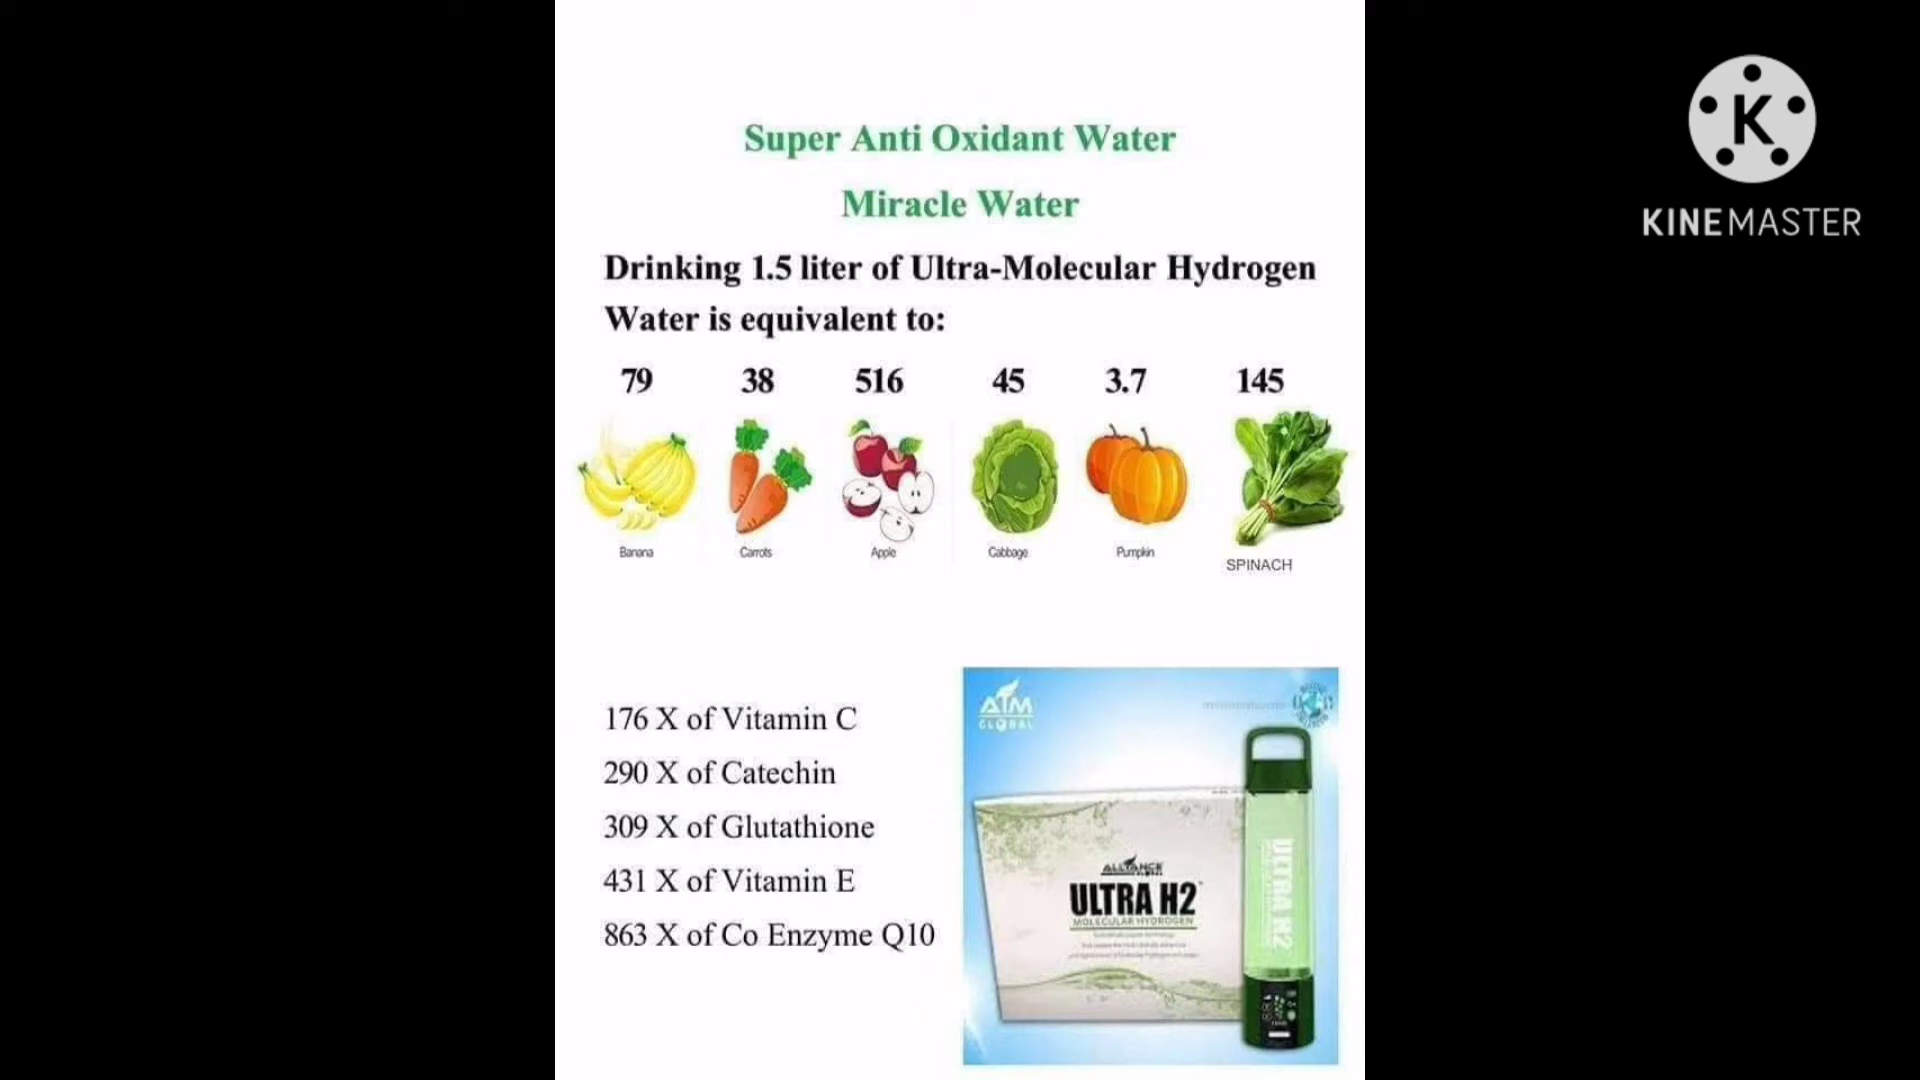 Super Anti Oxidant Water
Miracle Water
Drinking 1.5 liter of Ultra-Molecular Hydrogen
Water is equivalent to:
79 38 516 45 3.7 145
Banana Carrots Apple Cabbage Pumpkin SPINACH
176 X of Vitamin C
290 X of Catechin
309 X of Glutathione
431 X of Vitamin E
863 X of Co Enzyme Q10
AIM
GLOBAL
ALLIANCE
GLOBAL
ULTRA H2
MOLECULAR HYDROGEN
ULTRA H2
K
KINEMASTER